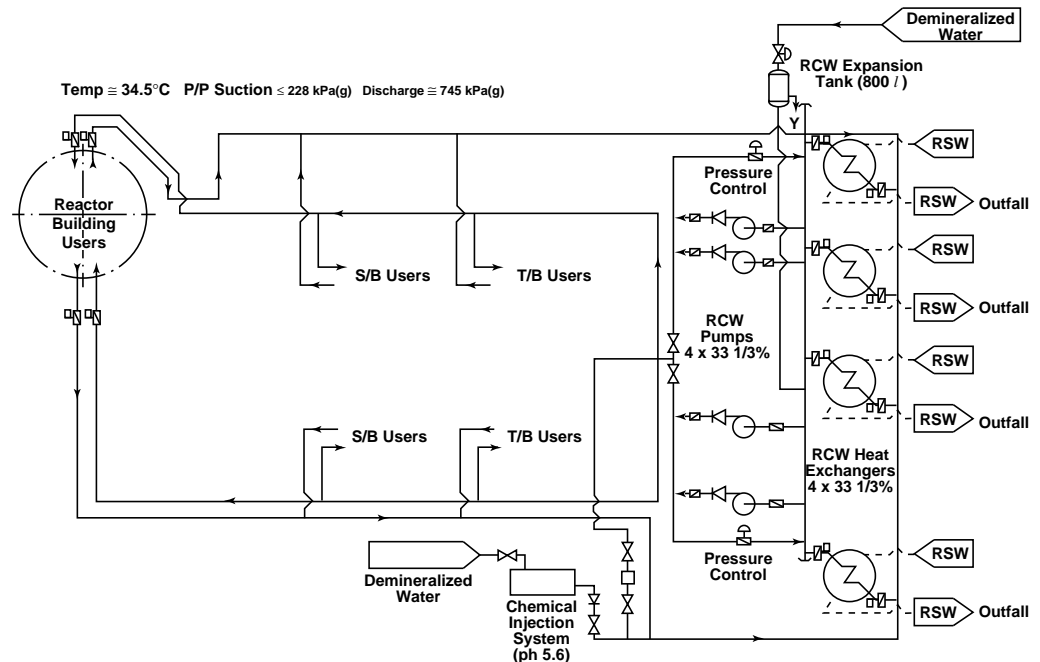 Demineralized
Water
RCW Expansion
Tank (800 l)
Temp ≅ 34.5°C P/P Suction ≤ 228 kPa(g) Discharge ≅ 745 kPa(g)
Y
RSW
Pressure
Control
Reactor
Building
Users
RSW Outfall
S/B Users
T/B Users
RSW
RSW Outfall
RCW
Pumps
4 x 33 1/3%
RSW
RSW Outfall
S/B Users
T/B Users
RCW Heat
Exchangers
4 x 33 1/3%
Pressure
Control
RSW
Demineralized
Water
Chemical
Injection
System
(ph 5.6)
RSW Outfall